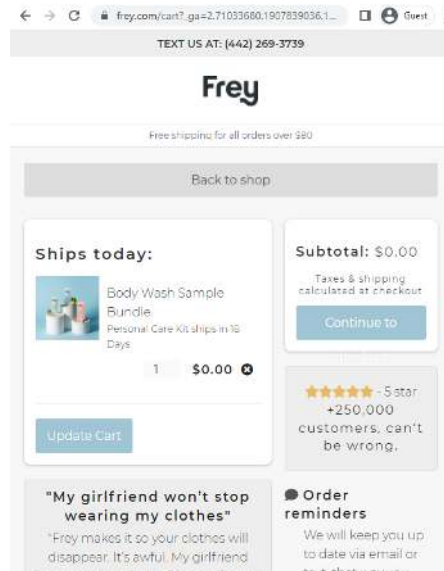 frey.com/cart?_ga=2.71033680.1907839036.1...
Guest
TEXT US AT: (442) 269-3739
Frey
Free shipping for all orders over $80
Back to shop
Ships today:
Body Wash Sample
Bundle
Personal Care Kit ships in 16
Days
1 $0.00
Update Cart
Subtotal: $0.00
Taxes & shipping
calculated at checkout
Continue to
- 5 star
+250,000
customers, can't
be wrong.
"My girlfriend won't stop
wearing my clothes"
"Frey makes it so your clothes will
disappear. It's awful. My girlfriend
Order
reminders
We will keep you up
to date via email or